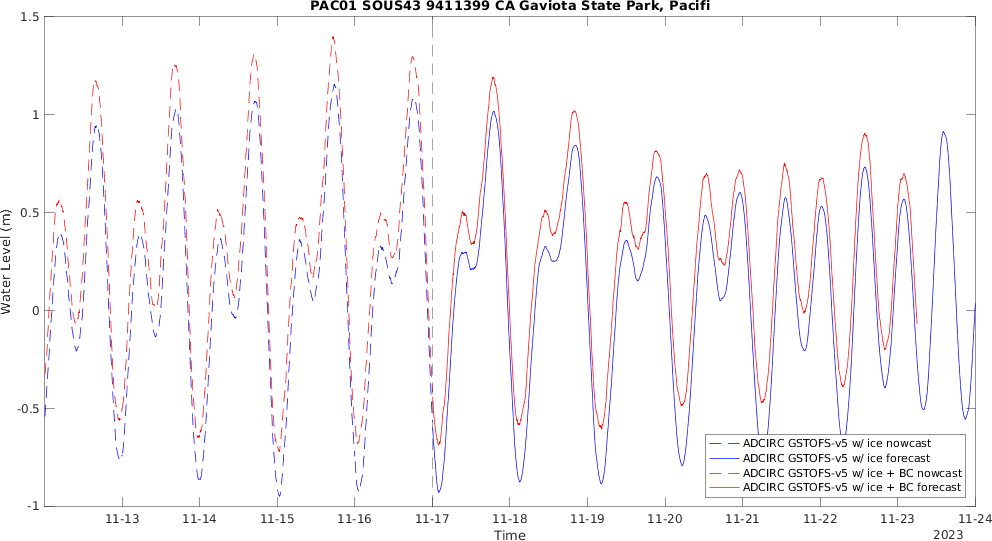 PAC01 SOUS43 9411399 CA Gaviota State Park, Pacifi
1.5
1
0.5
0
-0.5
-1
Water Level (m)
11-13 11-14 11-15 11-16 11-17 11-18 11-19 11-20 11-21 11-22 11-23 11-24
Time
2023
ADCIRC GSTOFS-v5 w/ ice nowcast
ADCIRC GSTOFS-v5 w/ ice forecast
ADCIRC GSTOFS-v5 w/ ice + BC nowcast
ADCIRC GSTOFS-v5 w/ ice + BC forecast